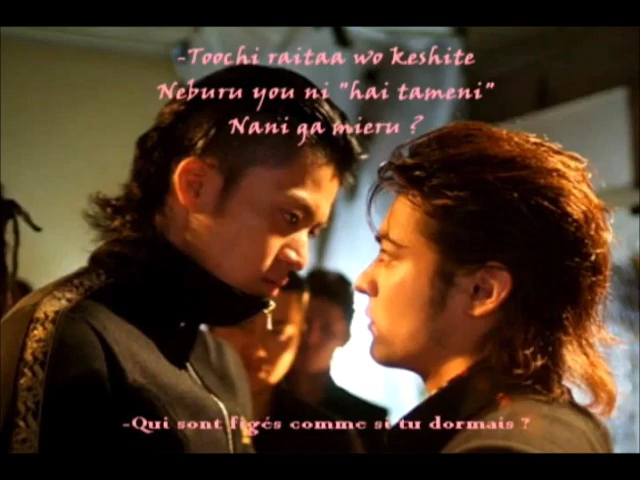 -Toochi raitaa wo keshite
Neburu you ni "hai tameni"
Nani ga mieru ?
-Qui sont figés comme si tu dormais ?